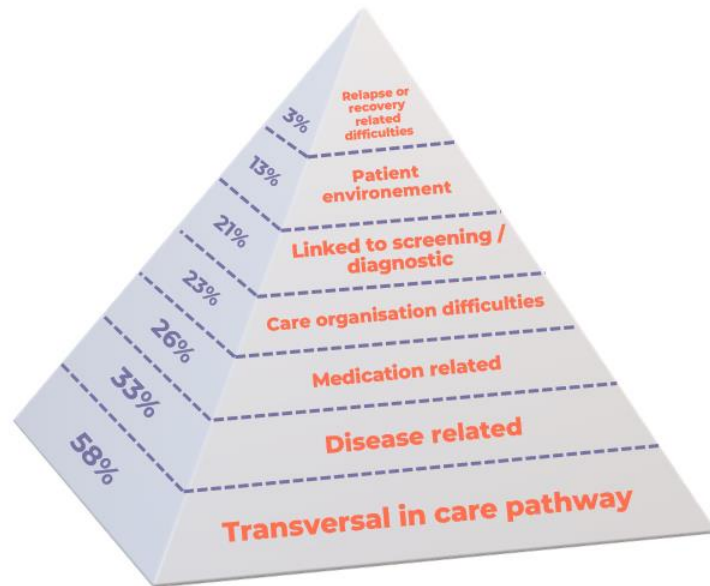 3%
Relapse or
recovery
related
difficulties
13%
Patient
environement
21%
Linked to screening /
diagnostic
23%
Care organisation difficulties
26%
Medication related
33%
Disease related
58%
Transversal in care pathway